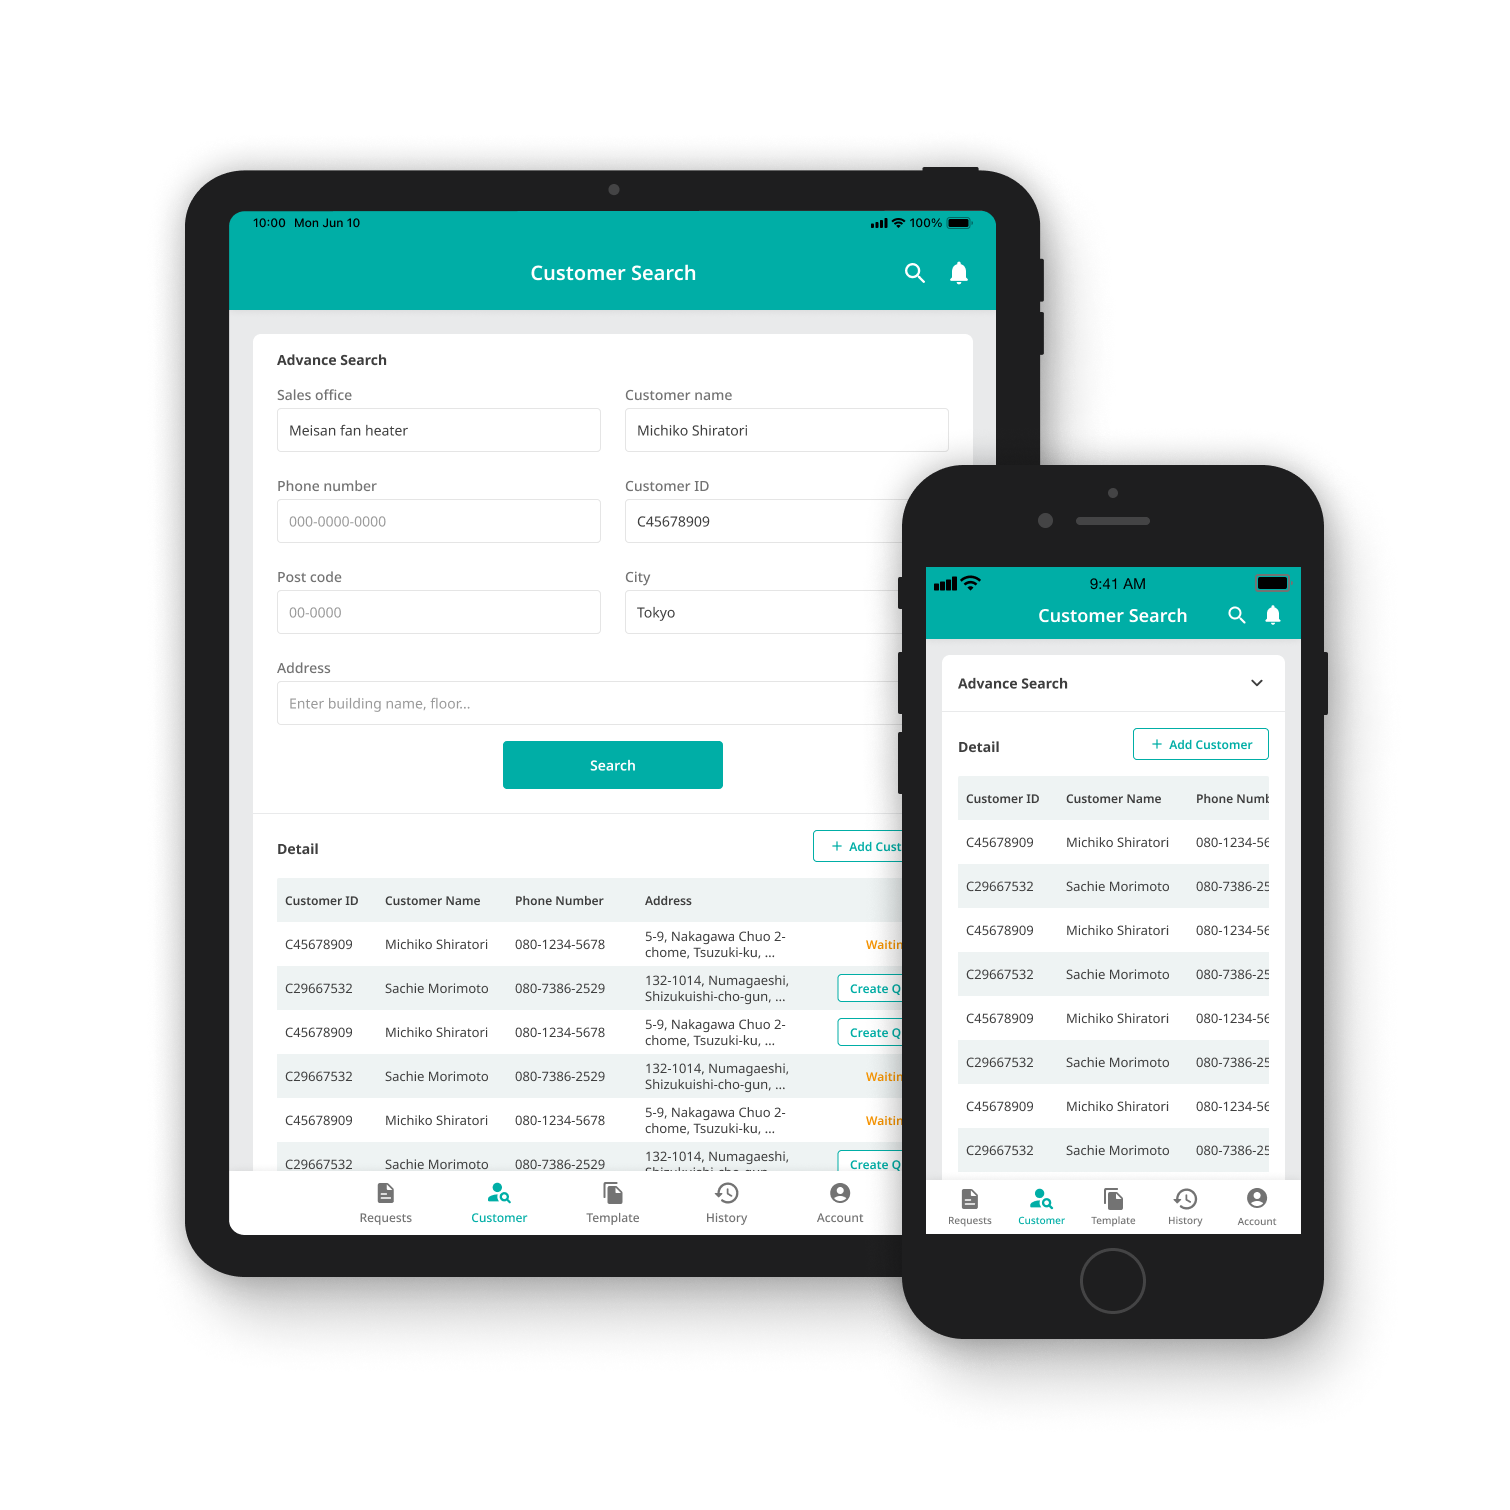 10:00 Mon Jun 10
100%
Customer Search
Advance Search
Sales office
Customer name
Meisan fan heater
Michiko Shiratori
Phone number
Customer ID
000-0000-0000
C45678909
Post code
City
00-0000
Tokyo
Address
Enter building name, floor...
Search
Detail
+ Add Cust
Customer ID Customer Name Phone Number Address
C45678909 Michiko Shiratori 080-1234-5678 5-9, Nakagawa Chuo 2-
chome, Tsuzuki-ku, ...
Waitin
C29667532 Sachie Morimoto 080-7386-2529 132-1014, Numagaeshi,
Shizukuishi-cho-gun, ...
Create Q
C45678909 Michiko Shiratori 080-1234-5678 5-9, Nakagawa Chuo 2-
chome, Tsuzuki-ku, ...
Create Q
C29667532 Sachie Morimoto 080-7386-2529 132-1014, Numagaeshi,
Shizukuishi-cho-gun, ...
Waitin
C45678909 Michiko Shiratori 080-1234-5678 5-9, Nakagawa Chuo 2-
chome, Tsuzuki-ku, ...
Waitin
C29667532 Sachie Morimoto 080-7386-2529 132-1014, Numagaeshi,
Create Q
Requests Customer Template History Account
9:41 AM
Customer Search
Advance Search
Detail
+ Add Customer
Customer ID Customer Name Phone Numb
C45678909 Michiko Shiratori 080-1234-56
C29667532 Sachie Morimoto 080-7386-25
C45678909 Michiko Shiratori 080-1234-56
C29667532 Sachie Morimoto 080-7386-25
C45678909 Michiko Shiratori 080-1234-56
C29667532 Sachie Morimoto 080-7386-25
C45678909 Michiko Shiratori 080-1234-56
C29667532 Sachie Morimoto 080-7386-25
Requests Customer Template History Account